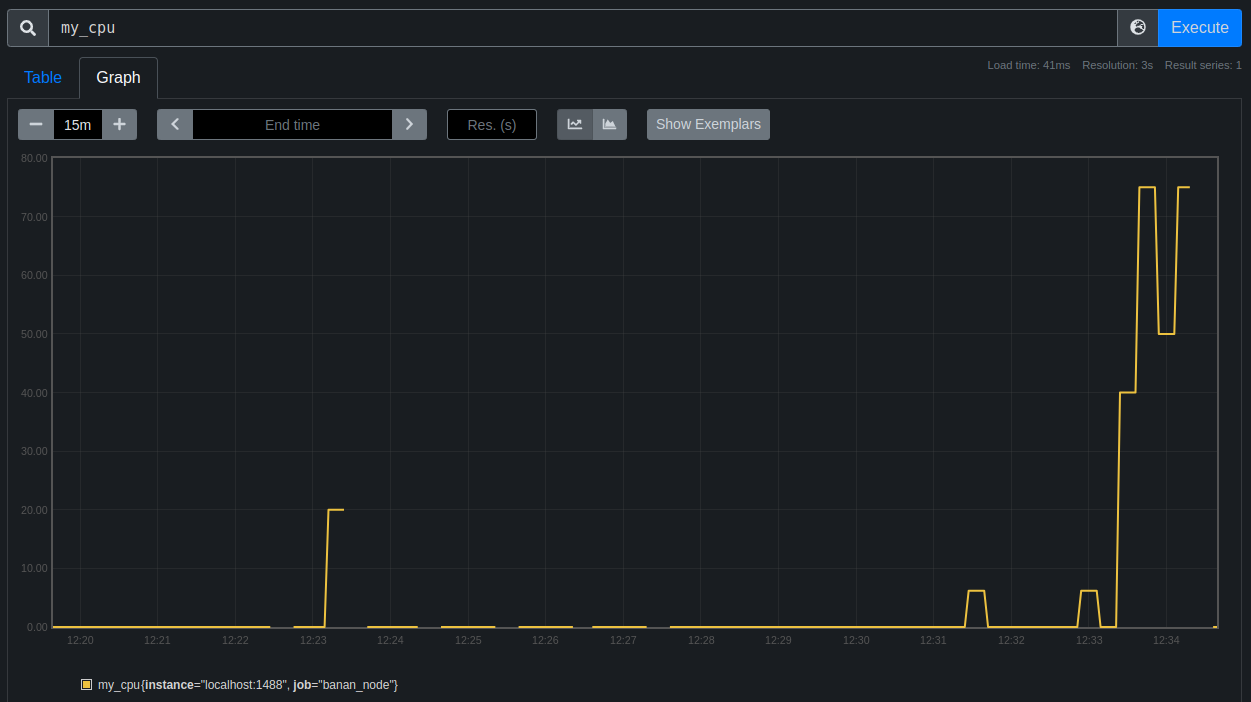 my_cpu
Execute
Load time: 41ms Resolution: 3s Result series: 1
Table Graph
15m End time Res. (s) Show Exemplars
80.00
70.00
60.00
50.00
40.00
30.00
20.00
10.00
0.00
12:20 12:21 12:22 12:23 12:24 12:25 12:26 12:27 12:28 12:29 12:30 12:31 12:32 12:33 12:34
my_cpu{instance="localhost:1488", job="banan_node"}